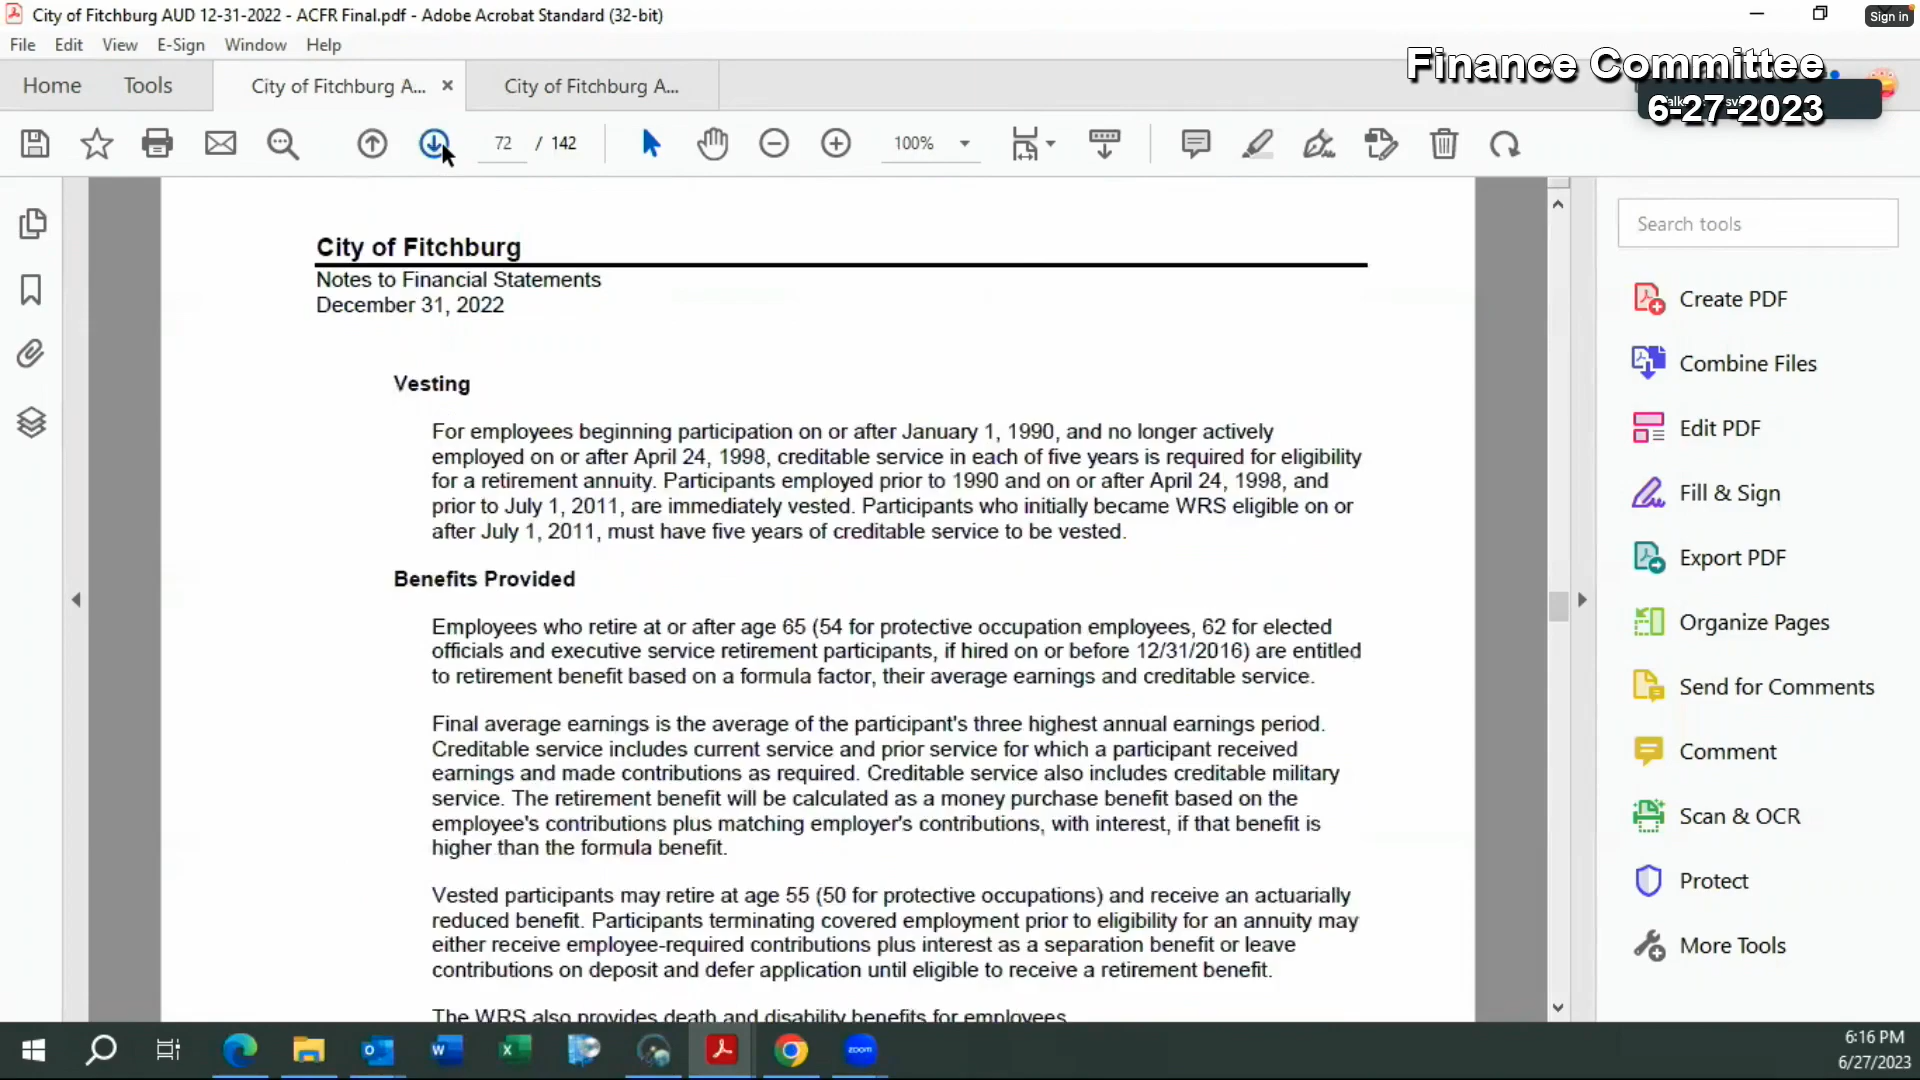 City of Fitchburg AUD 12-31-2022 - ACFR Final.pdf - Adobe Acrobat Standard (32-bit)
Sign in
File Edit View E-Sign Window Help
Finance Committee
6-27-2023
Home Tools City of Fitchburg A... × City of Fitchburg A...
72 / 142 100%
Search tools
Create PDF
Combine Files
Edit PDF
Fill & Sign
Export PDF
Organize Pages
Send for Comments
Comment
Scan & OCR
Protect
More Tools
City of Fitchburg
Notes to Financial Statements
December 31, 2022
Vesting
For employees beginning participation on or after January 1, 1990, and no longer actively
employed on or after April 24, 1998, creditable service in each of five years is required for eligibility
for a retirement annuity. Participants employed prior to 1990 and on or after April 24, 1998, and
prior to July 1, 2011, are immediately vested. Participants who initially became WRS eligible on or
after July 1, 2011, must have five years of creditable service to be vested.
Benefits Provided
Employees who retire at or after age 65 (54 for protective occupation employees, 62 for elected
officials and executive service retirement participants, if hired on or before 12/31/2016) are entitled
to retirement benefit based on a formula factor, their average earnings and creditable service.
Final average earnings is the average of the participant's three highest annual earnings period.
Creditable service includes current service and prior service for which a participant received
earnings and made contributions as required. Creditable service also includes creditable military
service. The retirement benefit will be calculated as a money purchase benefit based on the
employee's contributions plus matching employer's contributions, with interest, if that benefit is
higher than the formula benefit.
Vested participants may retire at age 55 (50 for protective occupations) and receive an actuarially
reduced benefit. Participants terminating covered employment prior to eligibility for an annuity may
either receive employee-required contributions plus interest as a separation benefit or leave
contributions on deposit and defer application until eligible to receive a retirement benefit.
The WRS also provides death and disability benefits for employees.
zoom
6:16 PM
6/27/2023